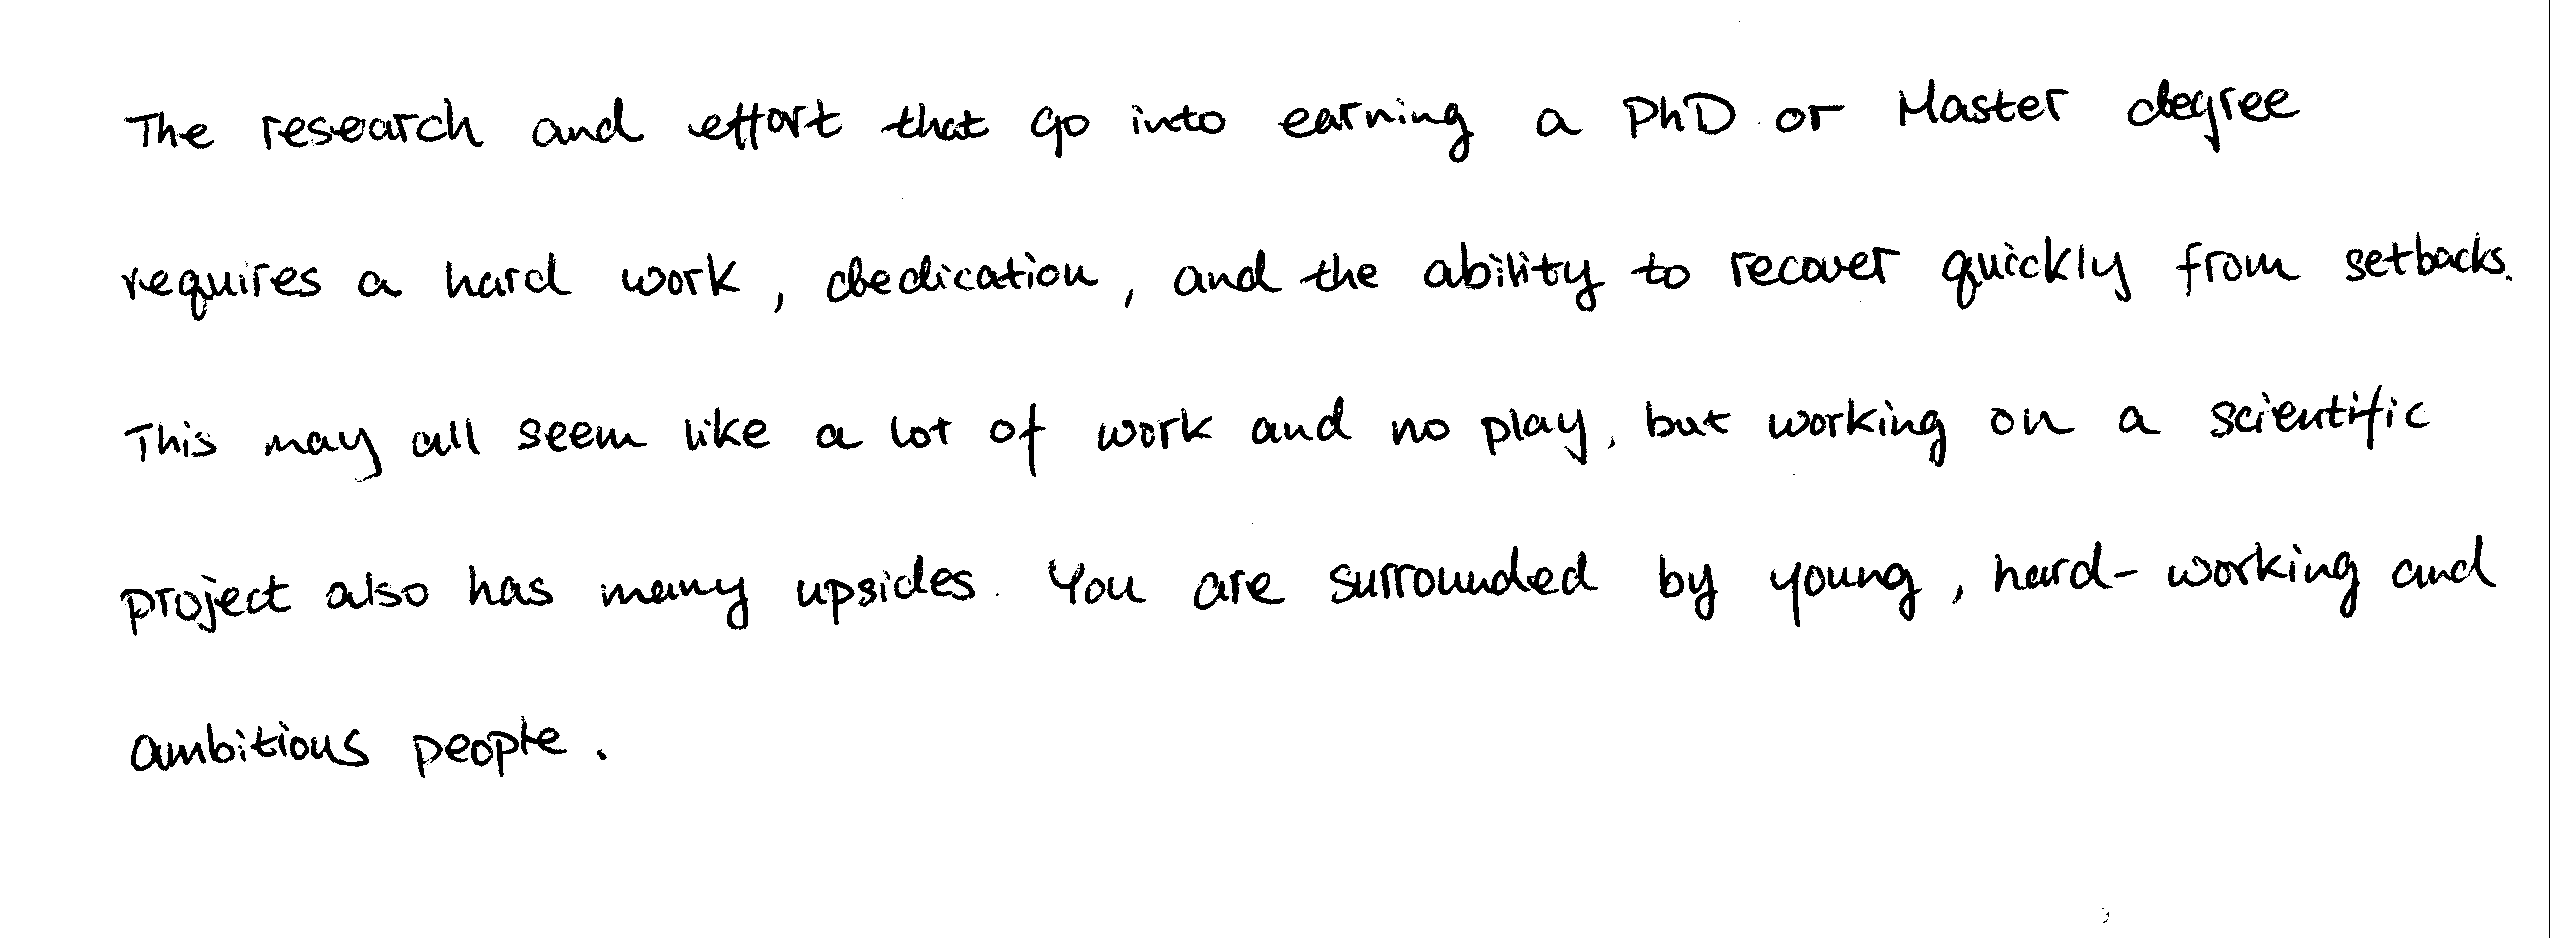 The research and effort that go into earning a PhD or Master degree
requires a hard work, dedication, and the ability to recover quickly from setbacks.
This may all seem like a lot of work and no play, but working on a scientific
project also has many upsides. You are surrounded by young, hard-working and
ambitious people.